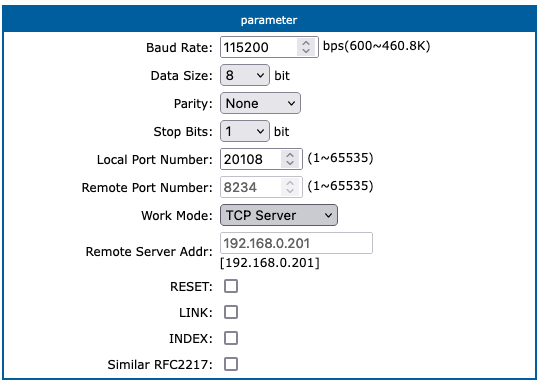 parameter
Baud Rate: 115200 bps(600~460.8K)
Data Size: 8 bit
Parity: None
Stop Bits: 1 bit
Local Port Number: 20108 (1~65535)
Remote Port Number: 8234 (1~65535)
Work Mode: TCP Server
Remote Server Addr: 192.168.0.201
[192.168.0.201]
RESET:
LINK:
INDEX:
Similar RFC2217: